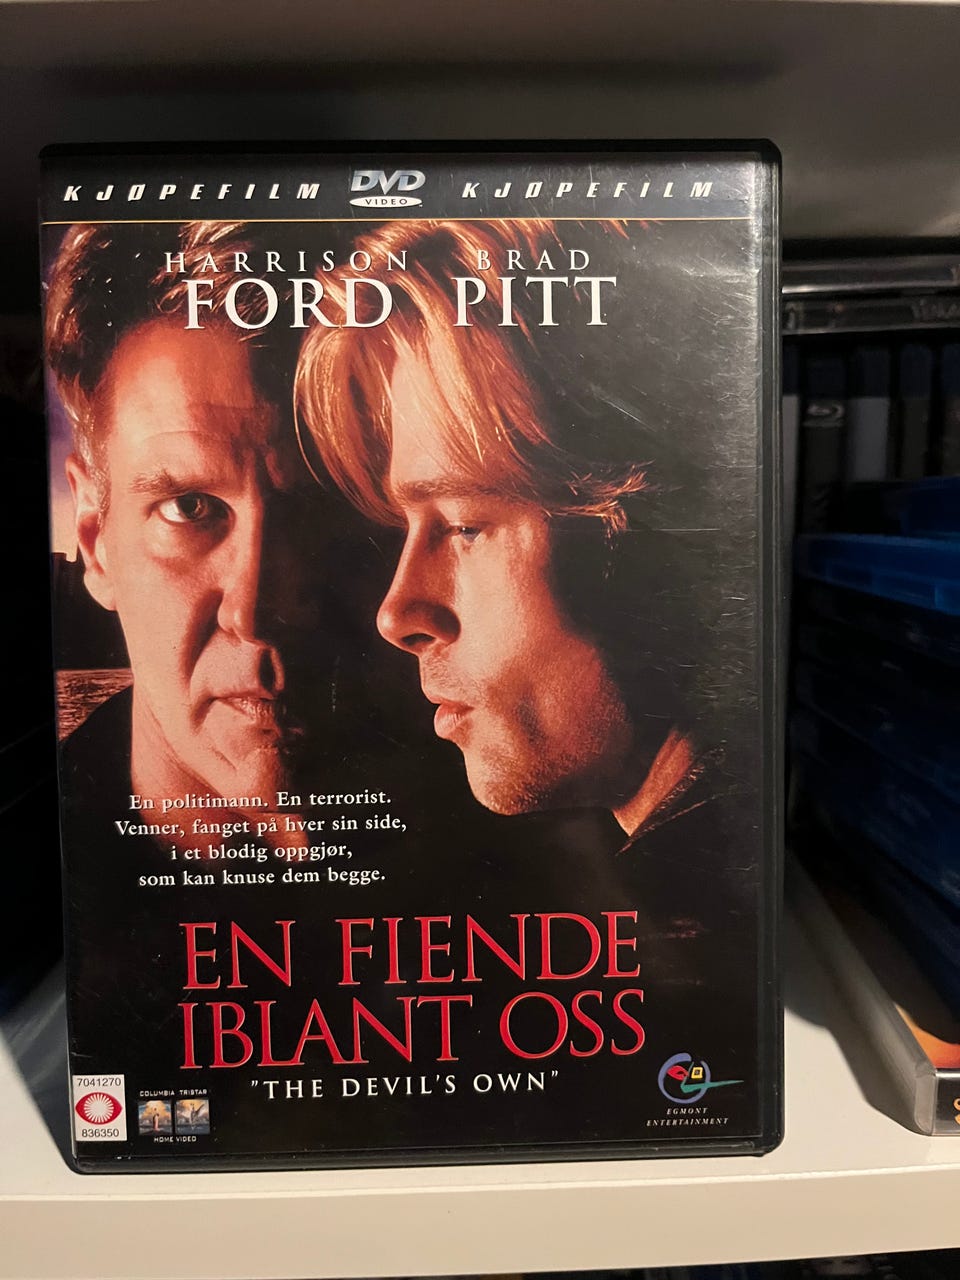 KJØPEFILM DVD VIDEO KJØPEFILM
HARRISON BRAD
FORD PITT
En politimann. En terrorist.
Venner, fanget på hver sin side,
i et blodig oppgjør,
som kan knuse dem begge.
EN FIENDE
IBLANT OSS
"THE DEVIL'S OWN"
7041270
836350
COLUMBIA TRISTAR
HOME VIDEO
EGMONT
ENTERTAINMENT